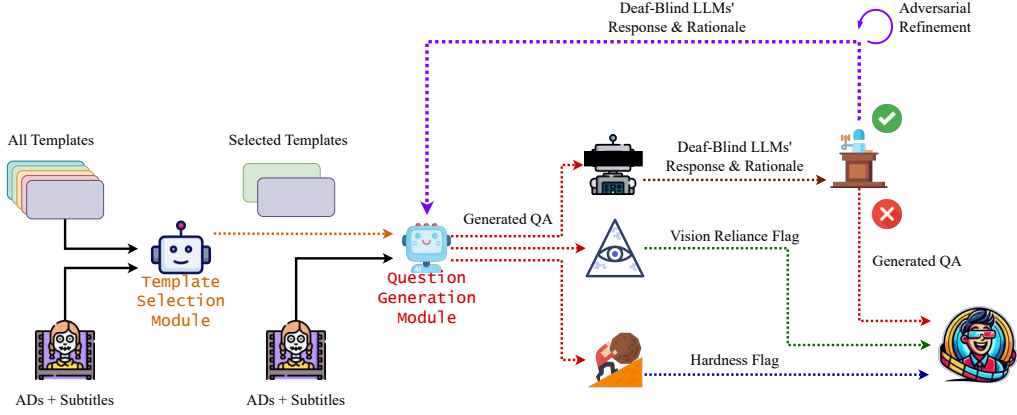 Deaf-Blind LLMs'
Response & Rationale
Adversarial
Refinement
All Templates
Selected Templates
Deaf-Blind LLMs'
Response & Rationale
Generated QA
Vision Reliance Flag
Generated QA
Template
Selection
Module
Question
Generation
Module
Hardness Flag
ADs + Subtitles
ADs + Subtitles